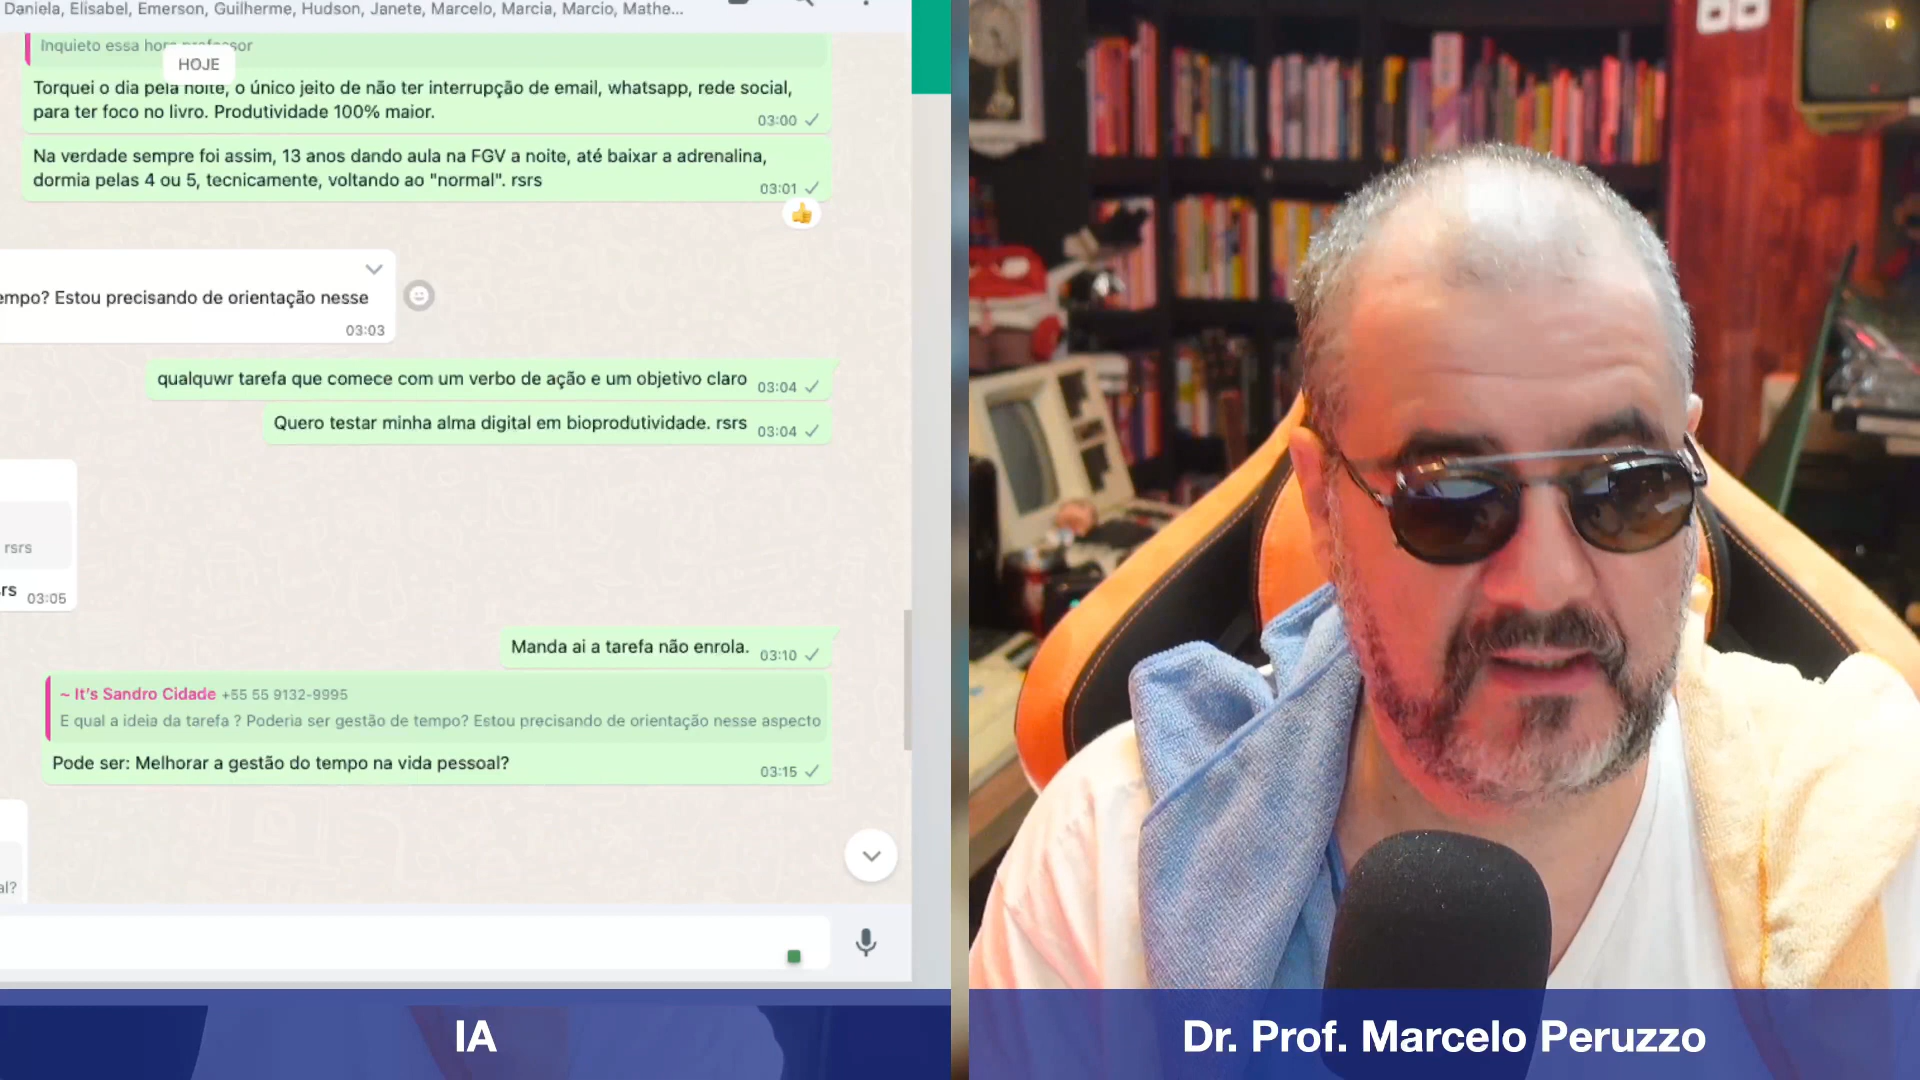 Daniela, Elisabel, Emerson, Guilherme, Hudson, Janete, Marcelo, Marcia, Marcio, Mathe...
Inquieto essa hora professor
HOJE
Torquei o dia pela noite, o único jeito de não ter interrupção de email, whatsapp, rede social,
para ter foco no livro. Produtividade 100% maior.
03:00
Na verdade sempre foi assim, 13 anos dando aula na FGV a noite, até baixar a adrenalina,
dormia pelas 4 ou 5, tecnicamente, voltando ao "normal". rsrs
03:01
empo? Estou precisando de orientação nesse
03:03
qualquwr tarefa que comece com um verbo de ação e um objetivo claro 03:04
Quero testar minha alma digital em bioprodutividade. rsrs 03:04
rsrs
rs 03:05
Manda ai a tarefa não enrola. 03:10
~ It's Sandro Cidade +55 55 9132-9995
E qual a ideia da tarefa ? Poderia ser gestão de tempo? Estou precisando de orientação nesse aspecto
Pode ser: Melhorar a gestão do tempo na vida pessoal?
03:15
al?
IA
Dr. Prof. Marcelo Peruzzo